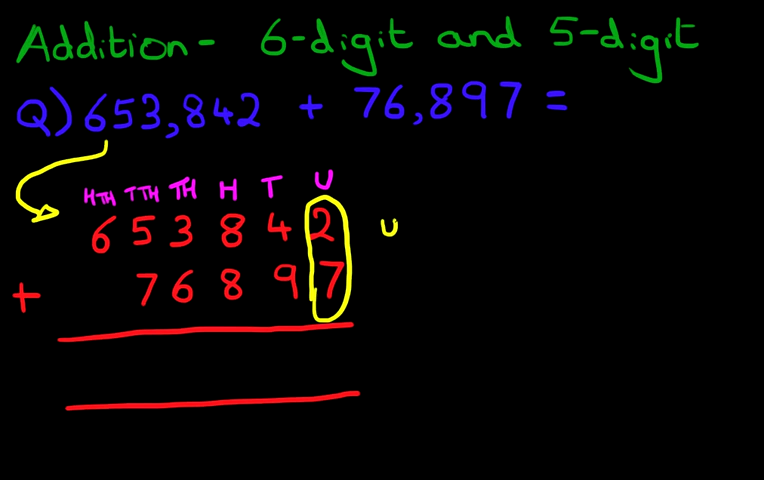 Addition - 6-digit and 5-digit
Q) 653,842 + 76,897 =
HTH TTH TH H T U
6 5 3 8 4 2 U
+ 7 6 8 9 7